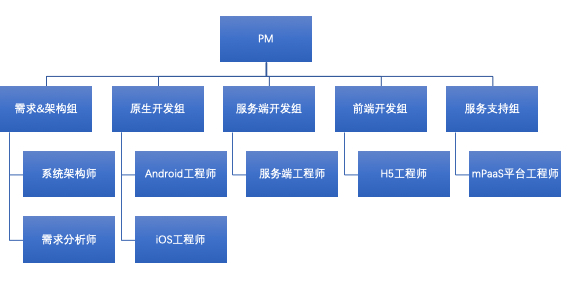 PM
需求&架构组
原生开发组
服务端开发组
前端开发组
服务支持组
系统架构师
Android工程师
服务端工程师
H5工程师
mPaaS平台工程师
需求分析师
iOS工程师